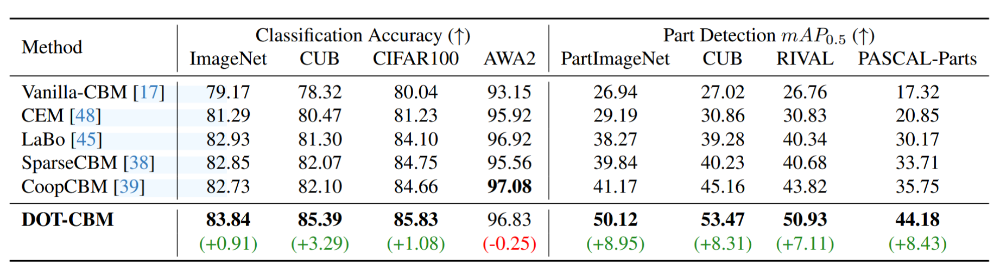 Method Classification Accuracy (↑) Part Detection mAP0.5 (↑)
ImageNet CUB CIFAR100 AWA2 PartImageNet CUB RIVAL PASCAL-Parts
Vanilla-CBM [17] 79.17 78.32 80.04 93.15 26.94 27.02 26.76 17.32
CEM [48] 81.29 80.47 81.23 95.92 29.19 30.86 30.83 20.85
LaBo [45] 82.93 81.30 84.10 96.92 38.27 39.28 40.34 30.17
SparseCBM [38] 82.85 82.07 84.75 95.56 39.84 40.23 40.68 33.71
CoopCBM [39] 82.73 82.10 84.66 97.08 41.17 45.16 43.82 35.75
DOT-CBM 83.84 85.39 85.83 96.83 50.12 53.47 50.93 44.18
(+0.91) (+3.29) (+1.08) (-0.25) (+8.95) (+8.31) (+7.11) (+8.43)